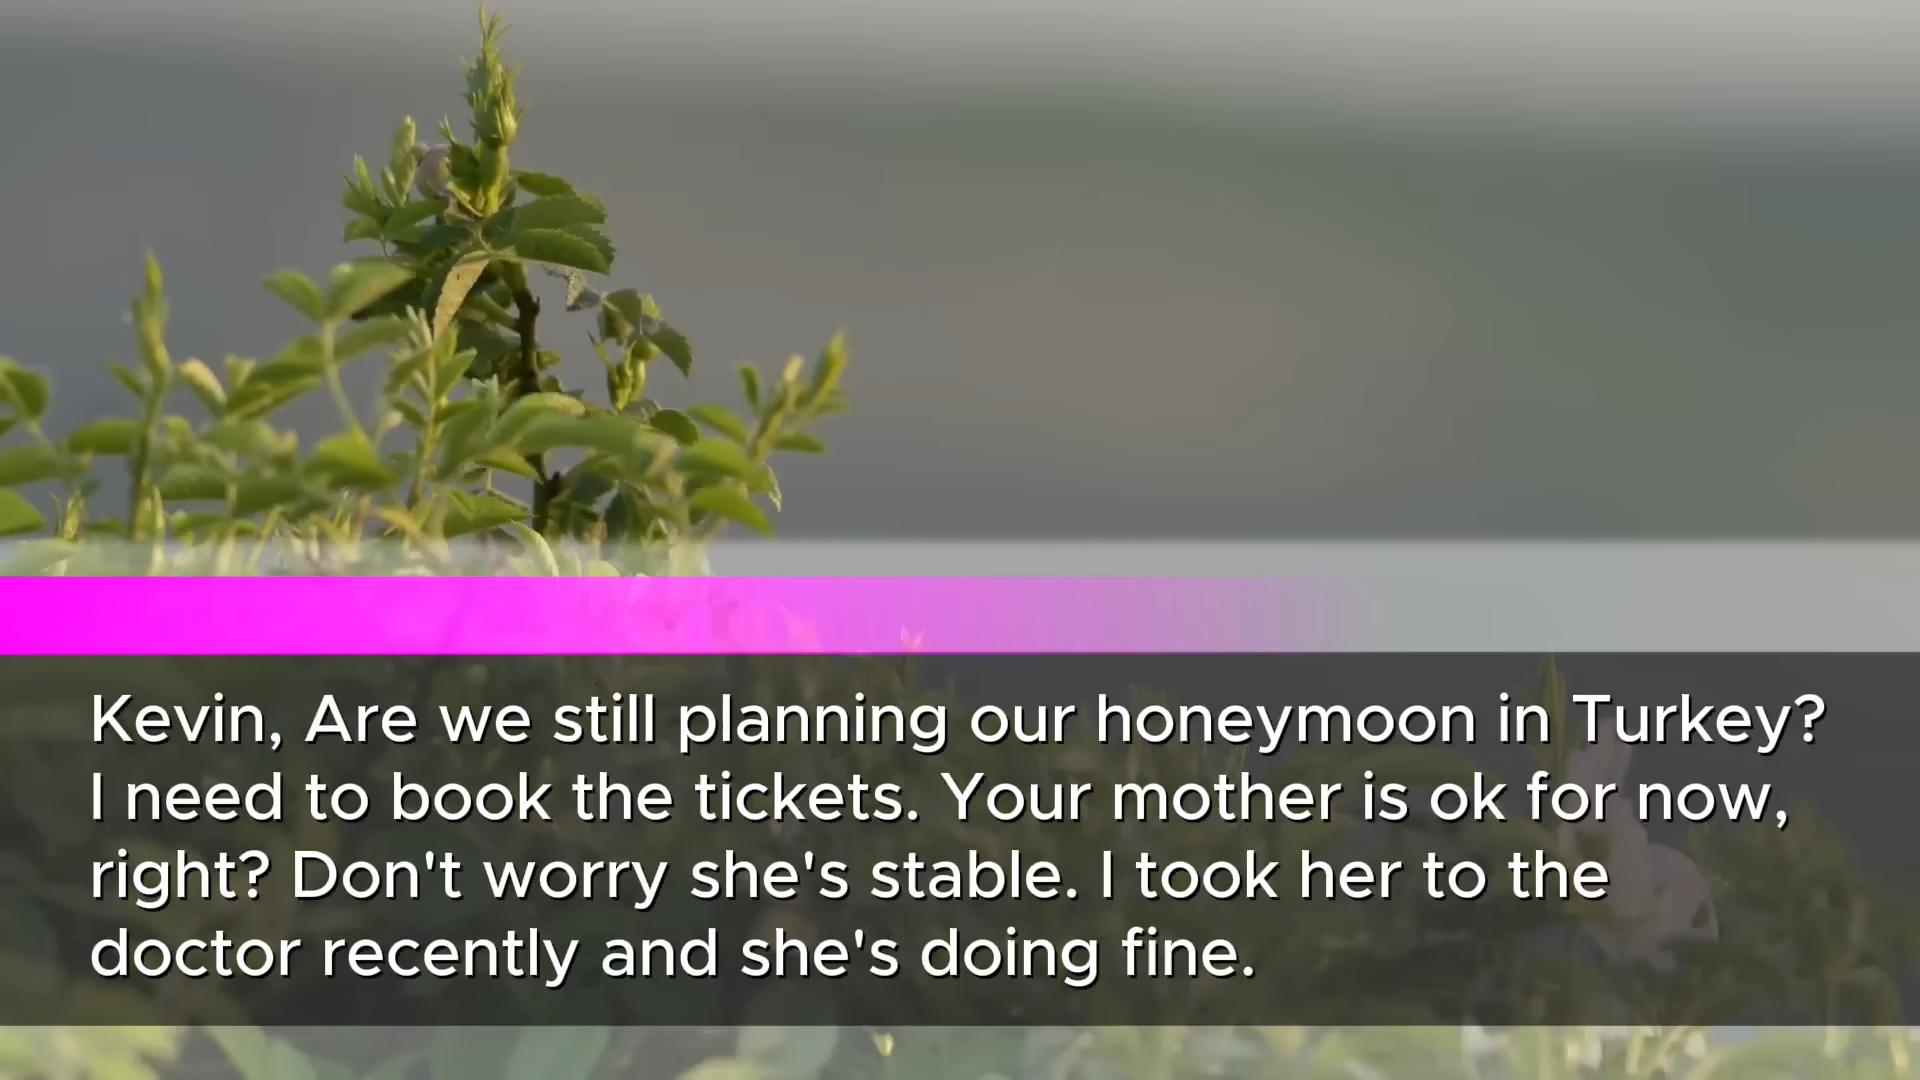 Kevin, Are we still planning our honeymoon in Turkey?
I need to book the tickets. Your mother is ok for now,
right? Don't worry she's stable. I took her to the
doctor recently and she's doing fine.